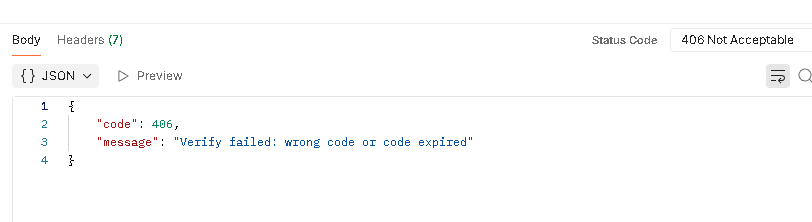 Body Headers (7) Status Code 406 Not Acceptable
{} JSON Preview
1 {
2 "code": 406,
3 "message": "Verify failed: wrong code or code expired"
4 }